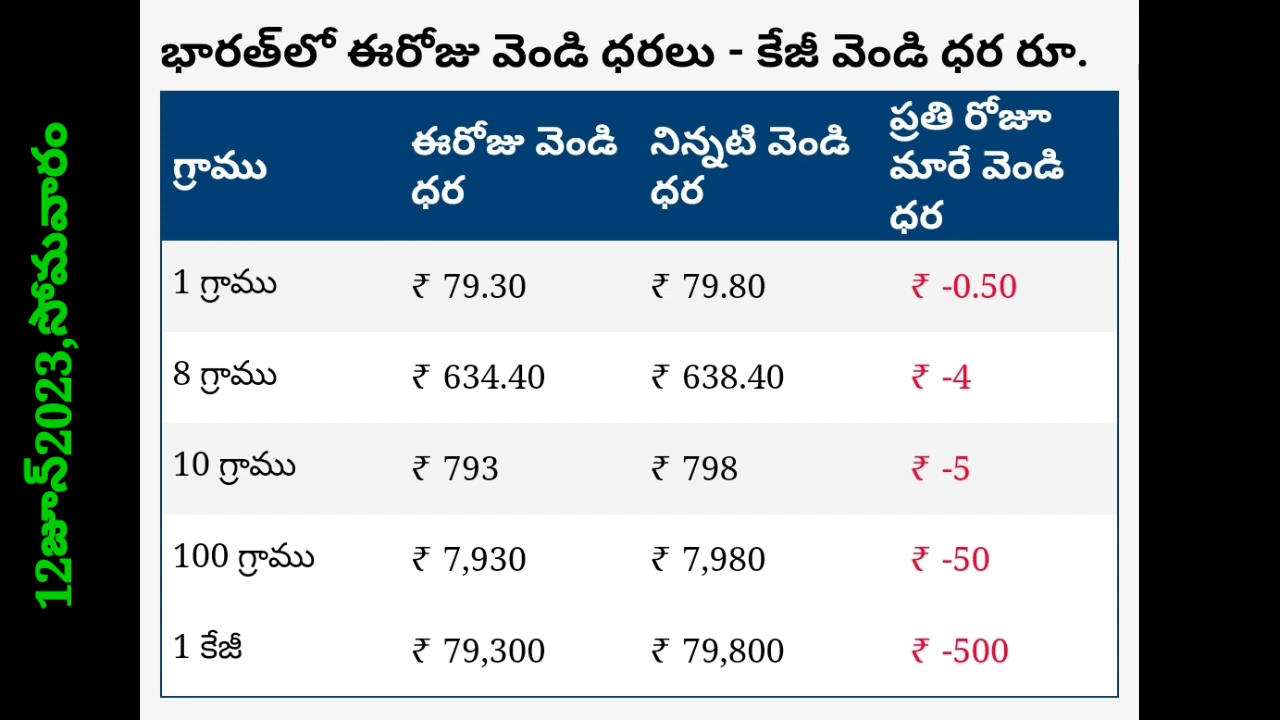 భారత్‌లో ఈరోజు వెండి ధరలు - కేజీ వెండి ధర రూ.
గ్రాము ఈరోజు వెండి ధర నిన్నటి వెండి ధర ప్రతి రోజూ మారే వెండి ధర
1 గ్రాము ₹ 79.30 ₹ 79.80 ₹ -0.50
8 గ్రాము ₹ 634.40 ₹ 638.40 ₹ -4
10 గ్రాము ₹ 793 ₹ 798 ₹ -5
100 గ్రాము ₹ 7,930 ₹ 7,980 ₹ -50
1 కేజీ ₹ 79,300 ₹ 79,800 ₹ -500
12జూన్2023,సోమవారం